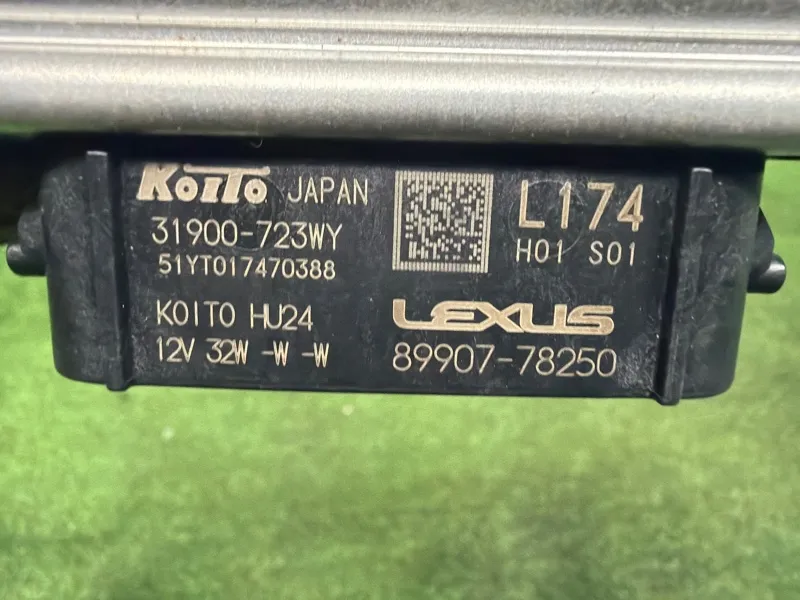 KOITO JAPAN
31900-723WY
51YT017470388
L174
H01 S01
KOITO HU24
12V 32W -W -W
LEXUS
89907-78250